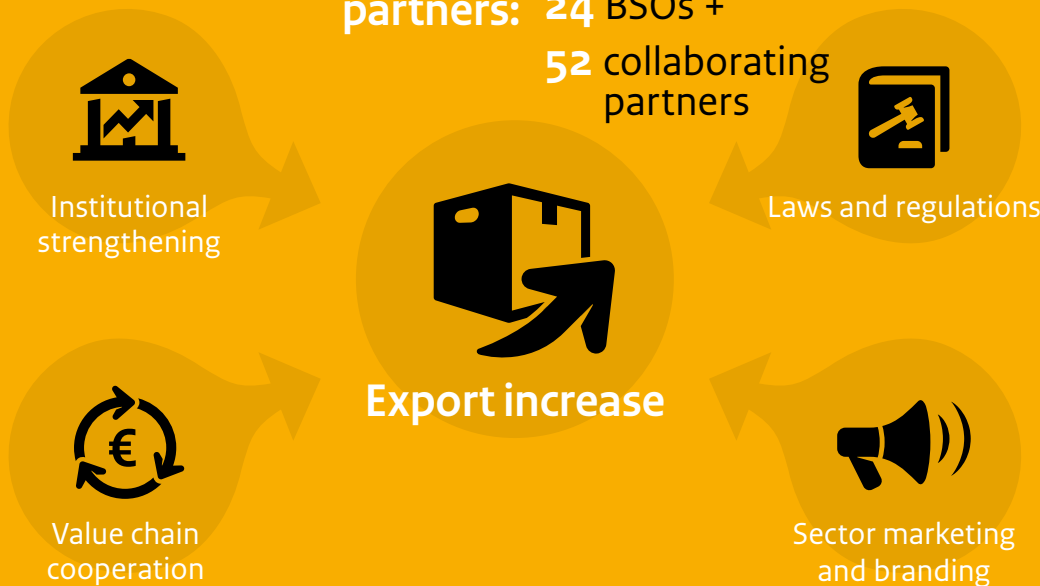 partners: 24 BSOs +
52 collaborating
partners
Institutional
strengthening
Laws and regulations
€
Export increase
Value chain
cooperation
Sector marketing
and branding